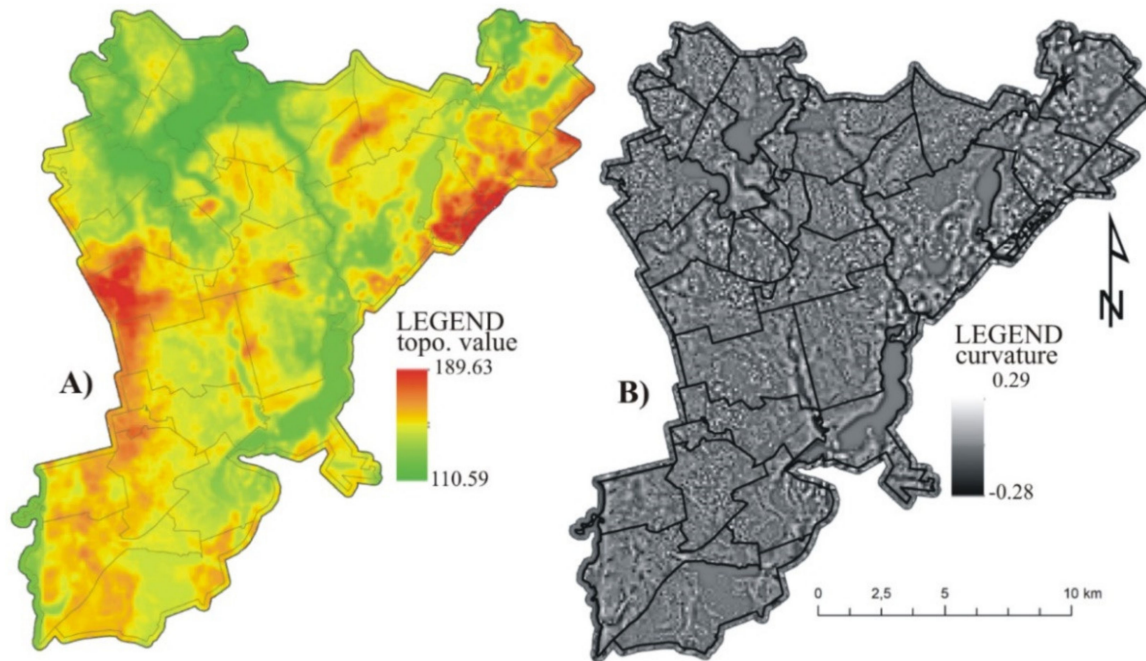 A)
LEGEND
topo. value
189.63
110.59
B)
LEGEND
curvature
0.29
-0.28
N
0 2,5 5 10 km